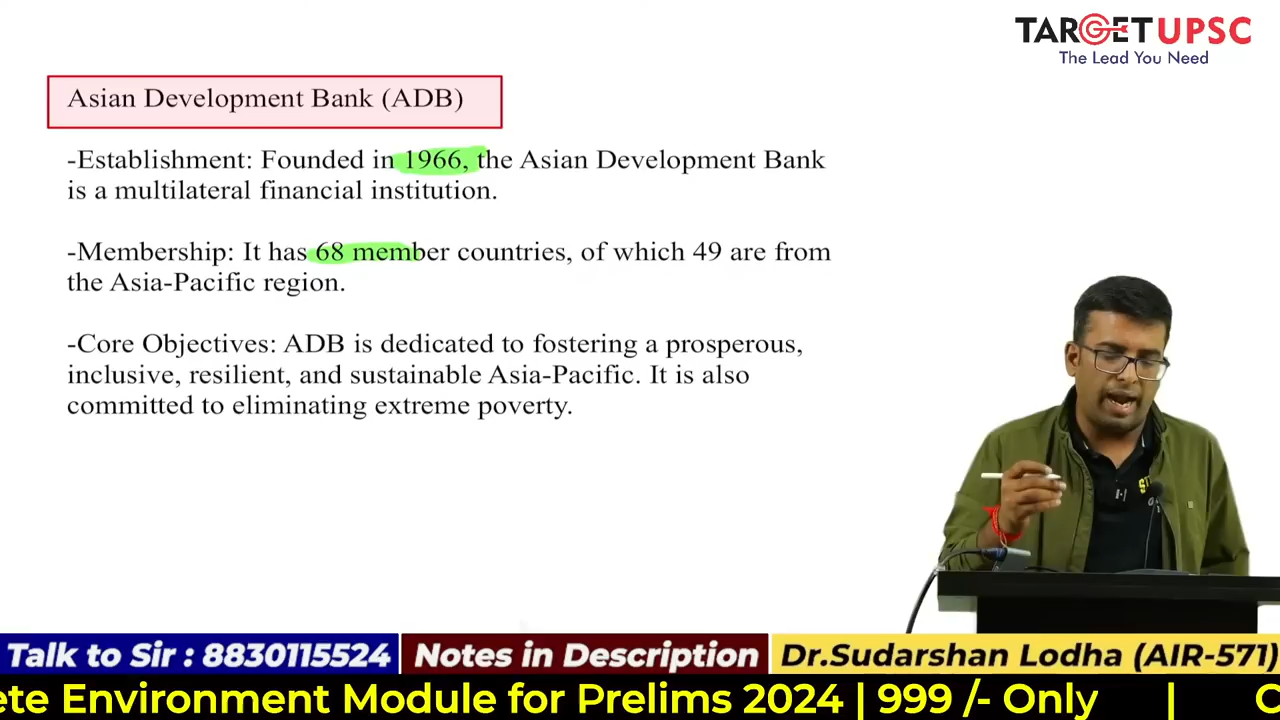 TARGET UPSC
The Lead You Need
Asian Development Bank (ADB)
-Establishment: Founded in 1966, the Asian Development Bank
is a multilateral financial institution.
-Membership: It has 68 member countries, of which 49 are from
the Asia-Pacific region.
-Core Objectives: ADB is dedicated to fostering a prosperous,
inclusive, resilient, and sustainable Asia-Pacific. It is also
committed to eliminating extreme poverty.
Talk to Sir : 8830115524 Notes in Description Dr.Sudarshan Lodha (AIR-571)
ete Environment Module for Prelims 2024 | 999 /- Only | C